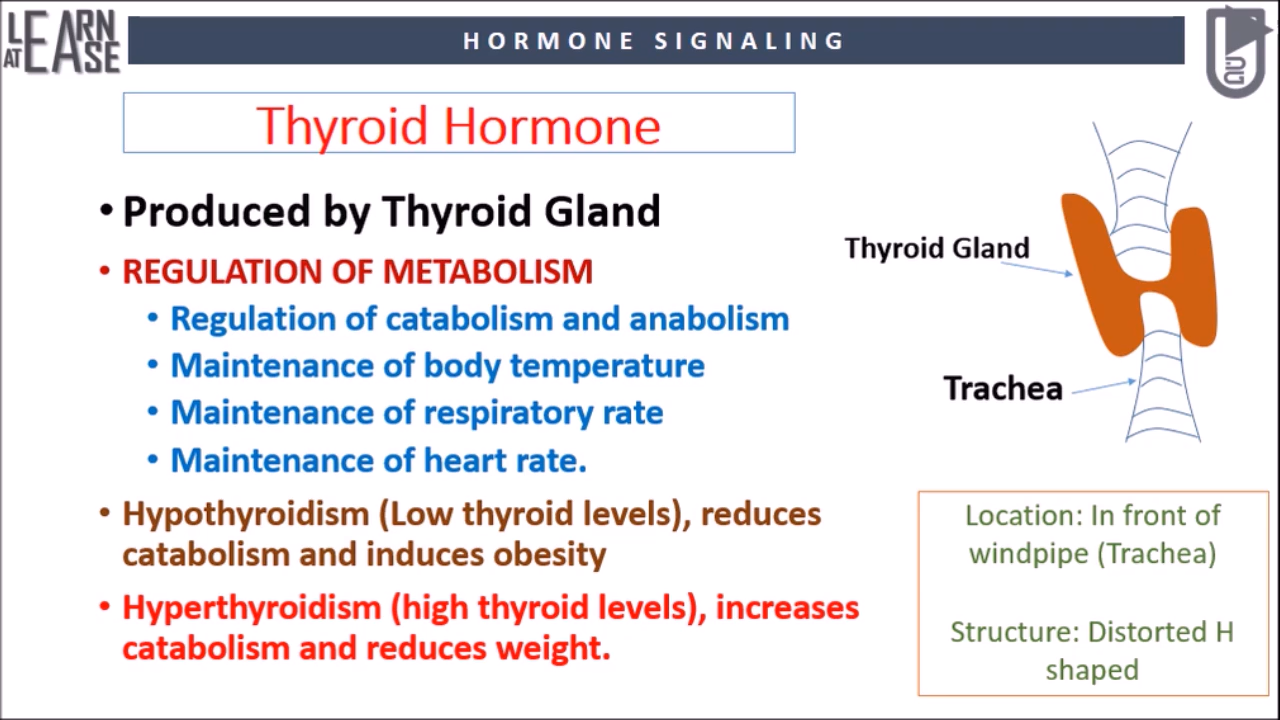 LEARN
AT EASE
HORMONE SIGNALING
Thyroid Hormone
• Produced by Thyroid Gland
• REGULATION OF METABOLISM
• Regulation of catabolism and anabolism
• Maintenance of body temperature
• Maintenance of respiratory rate
• Maintenance of heart rate.
• Hypothyroidism (Low thyroid levels), reduces
catabolism and induces obesity
• Hyperthyroidism (high thyroid levels), increases
catabolism and reduces weight.
Thyroid Gland
Trachea
Location: In front of
windpipe (Trachea)
Structure: Distorted H
shaped